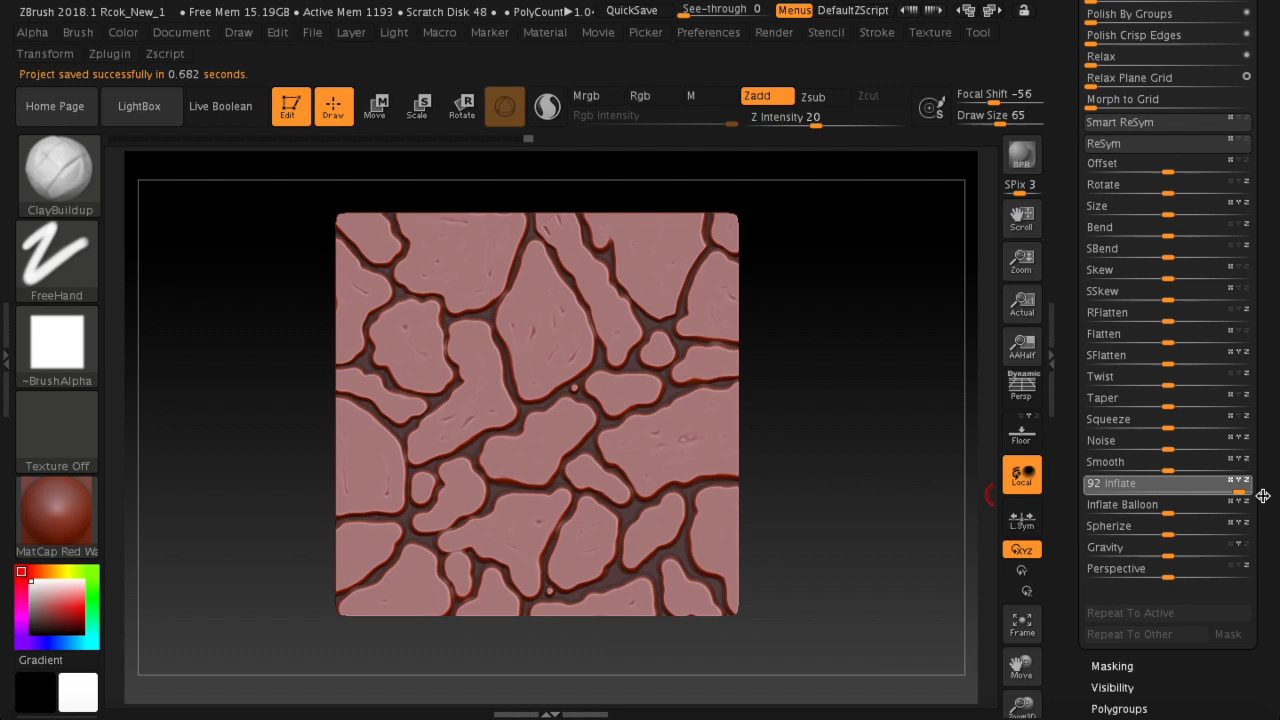 ZBrush 2018.1 Rcok_New_1 • Free Mem 15.19GB • Active Mem 1193 • Scratch Disk 48 • • PolyCount▶1.0 QuickSave See-through 0 Menus DefaultZScript
Alpha Brush Color Document Draw Edit File Layer Light Macro Marker Material Movie Picker Preferences Render Stencil Stroke Texture Tool
Transform Zplugin Zscript
Project saved successfully in 0.682 seconds.
Home Page LightBox Live Boolean Edit Draw Move Scale Rotate
Mrgb Rgb M Zadd Zsub Zcut
Rgb Intensity Z Intensity 20
Focal Shift -56
Draw Size 65
ClayBuildup
FreeHand
~BrushAlpha
Texture Off
MatCap Red Wa
Gradient
BPR
SPix 3
Scroll
Zoom
Actual
AAHalf
Dynamic
Persp
Floor
Local
L.Sym
XYZ
Y
Z
Frame
Move
Zoom3D
Polish By Groups
Polish Crisp Edges
Relax
Relax Plane Grid
Morph to Grid
Smart ReSym
ReSym
Offset
Rotate
Size
Bend
SBend
Skew
SSkew
RFlatten
Flatten
SFlatten
Twist
Taper
Squeeze
Noise
Smooth
92 Inflate
Inflate Balloon
Spherize
Gravity
Perspective
Repeat To Active
Repeat To Other Mask
Masking
Visibility
Polygroups